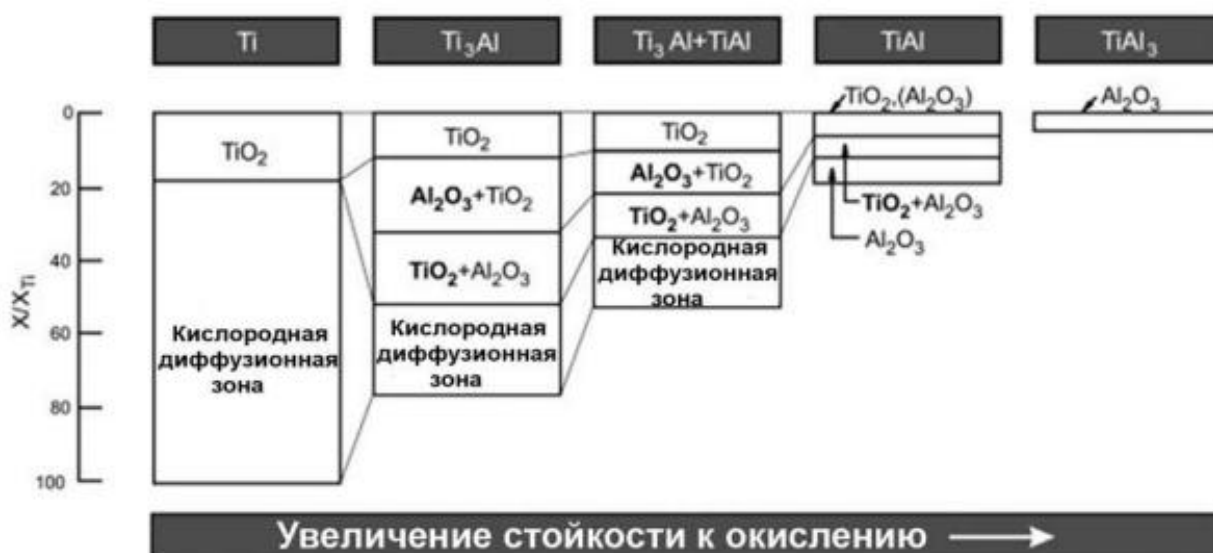 Ti
Ti₃Al
Ti₃Al+TiAl
TiAl
TiAl₃
0
20
40
60
80
100
X/X_Ti
TiO₂
Кислородная
диффузионная
зона
TiO₂
Al₂O₃+TiO₂
TiO₂+Al₂O₃
Кислородная
диффузионная
зона
TiO₂
Al₂O₃+TiO₂
TiO₂+Al₂O₃
Кислородная
диффузионная
зона
TiO₂,(Al₂O₃)
TiO₂+Al₂O₃
Al₂O₃
Al₂O₃
Увеличение стойкости к окислению